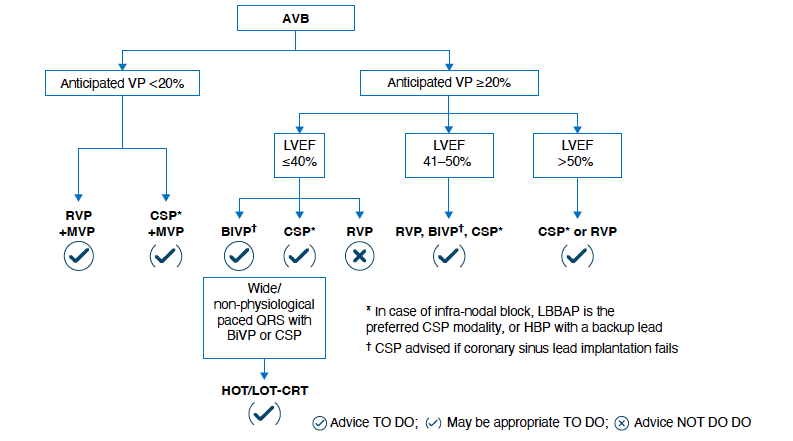 AVB
Anticipated VP <20%
Anticipated VP ≥20%
LVEF
≤40%
LVEF
41–50%
LVEF
>50%
RVP
+MVP
CSP*
+MVP
BIVP†
CSP*
RVP
RVP, BIVP†, CSP*
CSP* or RVP
Wide/
non-physiological
paced QRS with
BiVP or CSP
HOT/LOT-CRT
* In case of infra-nodal block, LBBAP is the
preferred CSP modality, or HBP with a backup lead
† CSP advised if coronary sinus lead implantation fails
Advice TO DO; (✓) May be appropriate TO DO; Advice NOT DO DO